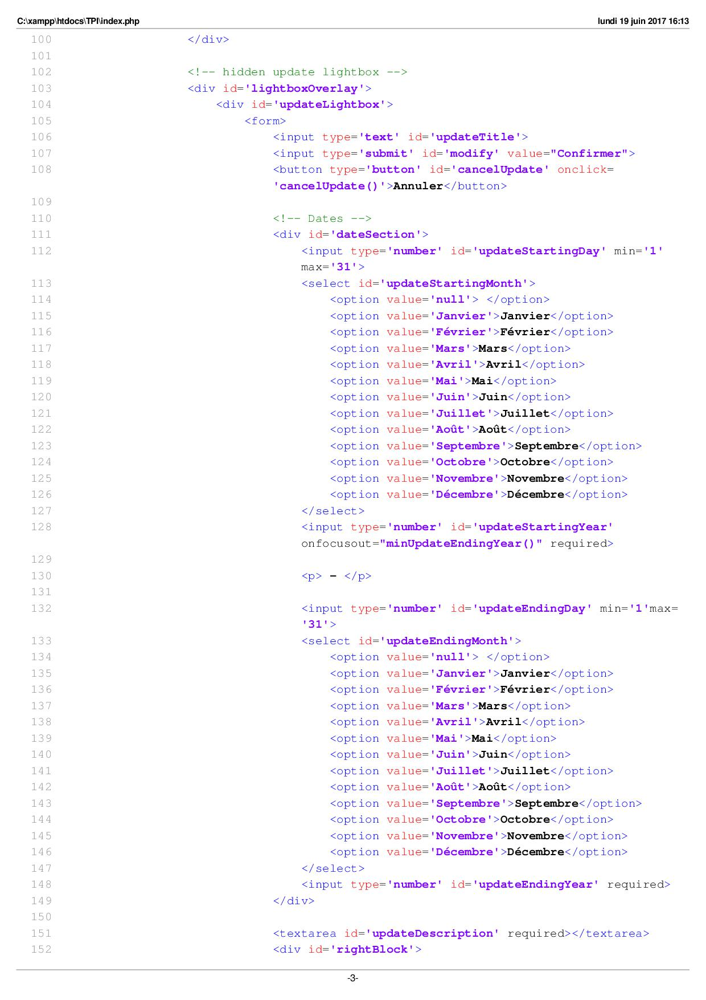 C:\xampp\htdocs\TPI\index.php lundi 19 juin 2017 16:13
100 </div>
101
102 <!-- hidden update lightbox -->
103 <div id='lightboxOverlay'>
104 <div id='updateLightbox'>
105 <form>
106 <input type='text' id='updateTitle'>
107 <input type='submit' id='modify' value="Confirmer">
108 <button type='button' id='cancelUpdate' onclick=
'cancelUpdate()'>Annuler</button>
109
110 <!-- Dates -->
111 <div id='dateSection'>
112 <input type='number' id='updateStartingDay' min='1'
max='31'>
113 <select id='updateStartingMonth'>
114 <option value='null'> </option>
115 <option value='Janvier'>Janvier</option>
116 <option value='Février'>Février</option>
117 <option value='Mars'>Mars</option>
118 <option value='Avril'>Avril</option>
119 <option value='Mai'>Mai</option>
120 <option value='Juin'>Juin</option>
121 <option value='Juillet'>Juillet</option>
122 <option value='Août'>Août</option>
123 <option value='Septembre'>Septembre</option>
124 <option value='Octobre'>Octobre</option>
125 <option value='Novembre'>Novembre</option>
126 <option value='Décembre'>Décembre</option>
127 </select>
128 <input type='number' id='updateStartingYear'
onfocusout="minUpdateEndingYear()" required>
129
130 <p> - </p>
131
132 <input type='number' id='updateEndingDay' min='1'max=
'31'>
133 <select id='updateEndingMonth'>
134 <option value='null'> </option>
135 <option value='Janvier'>Janvier</option>
136 <option value='Février'>Février</option>
137 <option value='Mars'>Mars</option>
138 <option value='Avril'>Avril</option>
139 <option value='Mai'>Mai</option>
140 <option value='Juin'>Juin</option>
141 <option value='Juillet'>Juillet</option>
142 <option value='Août'>Août</option>
143 <option value='Septembre'>Septembre</option>
144 <option value='Octobre'>Octobre</option>
145 <option value='Novembre'>Novembre</option>
146 <option value='Décembre'>Décembre</option>
147 </select>
148 <input type='number' id='updateEndingYear' required>
149 </div>
150
151 <textarea id='updateDescription' required></textarea>
152 <div id='rightBlock'>
-3-